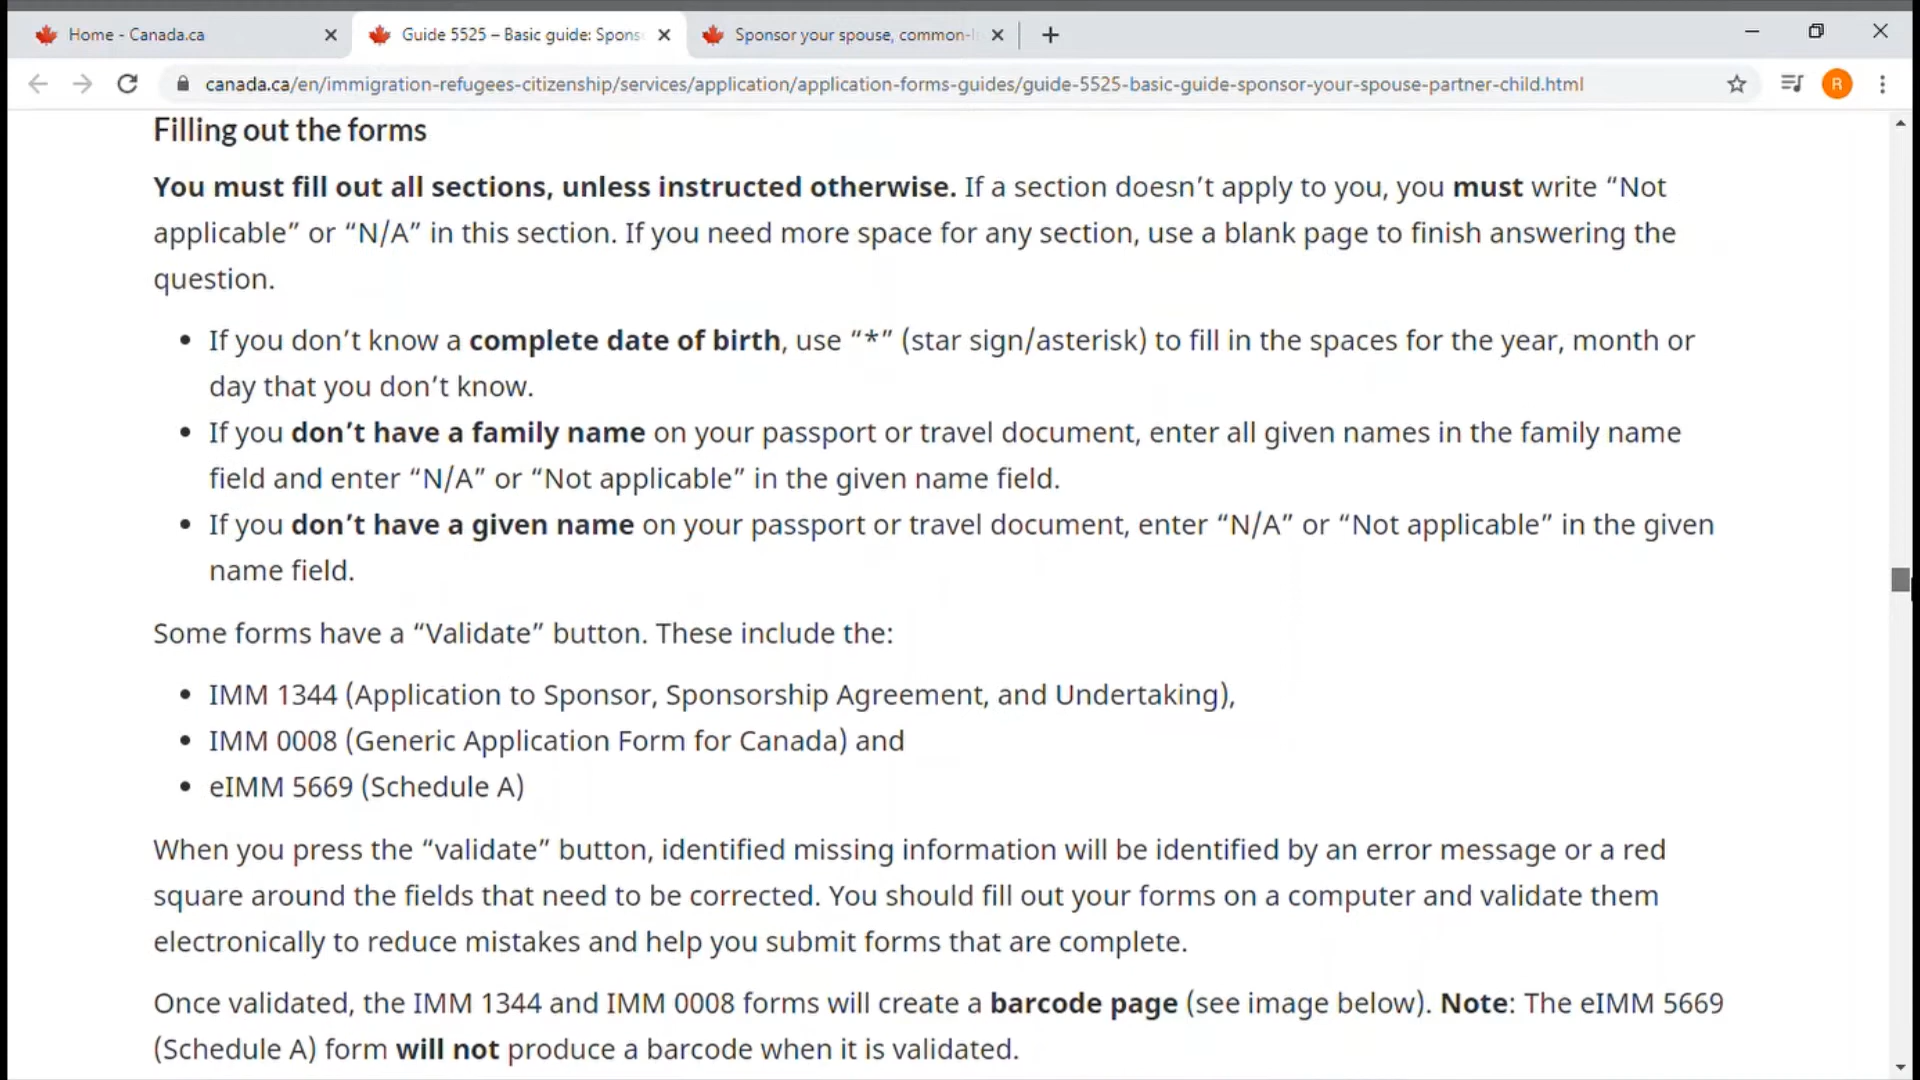 Home - Canada.ca
Guide 5525 – Basic guide: Spons
Sponsor your spouse, common-l
canada.ca/en/immigration-refugees-citizenship/services/application/application-forms-guides/guide-5525-basic-guide-sponsor-your-spouse-partner-child.html
R
Filling out the forms
You must fill out all sections, unless instructed otherwise. If a section doesn’t apply to you, you must write “Not
applicable” or “N/A” in this section. If you need more space for any section, use a blank page to finish answering the
question.
• If you don’t know a complete date of birth, use “*” (star sign/asterisk) to fill in the spaces for the year, month or
day that you don’t know.
• If you don’t have a family name on your passport or travel document, enter all given names in the family name
field and enter “N/A” or “Not applicable” in the given name field.
• If you don’t have a given name on your passport or travel document, enter “N/A” or “Not applicable” in the given
name field.
Some forms have a “Validate” button. These include the:
• IMM 1344 (Application to Sponsor, Sponsorship Agreement, and Undertaking),
• IMM 0008 (Generic Application Form for Canada) and
• eIMM 5669 (Schedule A)
When you press the “validate” button, identified missing information will be identified by an error message or a red
square around the fields that need to be corrected. You should fill out your forms on a computer and validate them
electronically to reduce mistakes and help you submit forms that are complete.
Once validated, the IMM 1344 and IMM 0008 forms will create a barcode page (see image below). Note: The eIMM 5669
(Schedule A) form will not produce a barcode when it is validated.